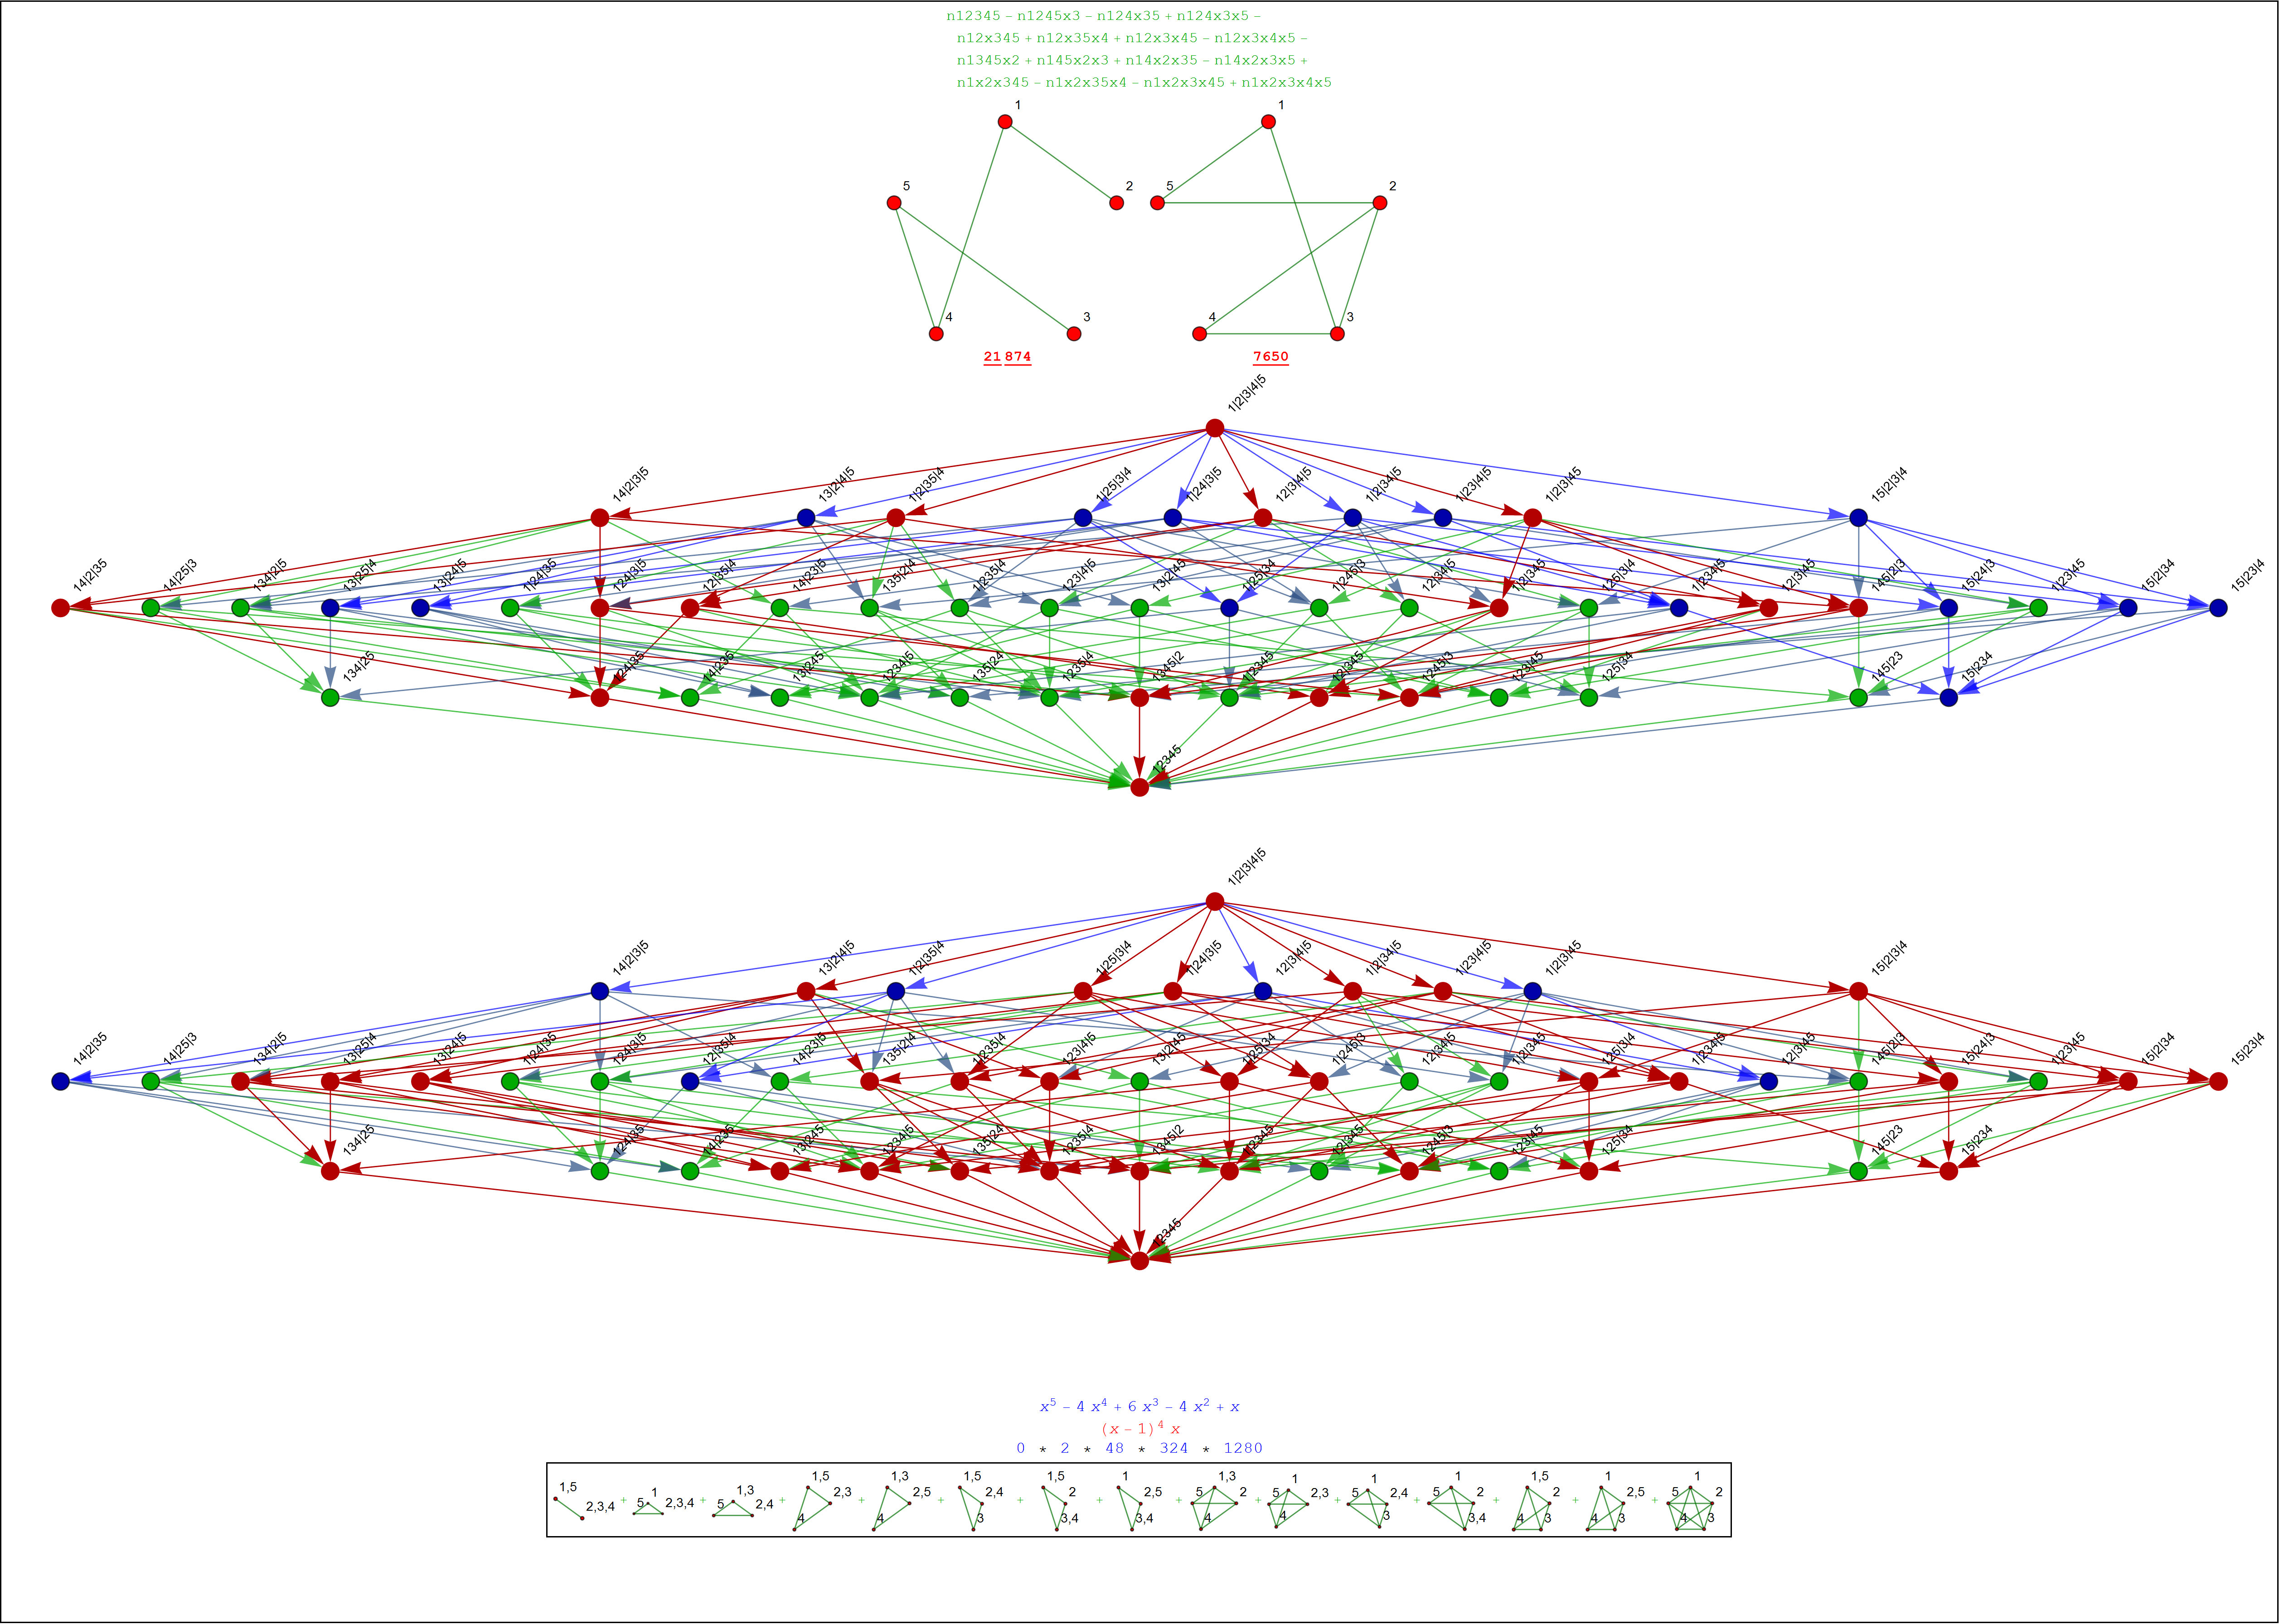 n12345 – n1245x3 – n124x35 + n124x3x5 –
n12x345 + n12x35x4 + n12x3x45 – n12x3x4x5 –
n1345x2 + n145x2x3 + n14x2x35 – n14x2x3x5 +
n1x2x345 – n1x2x35x4 – n1x2x3x45 + n1x2x3x4x5
1 1
5 2 5 2
4 3 4 3
21 874 7650
1|2|3|4|5
14|2|3|5 13|2|4|5 1|2|35|4 1|25|3|4 1|24|3|5 12|3|4|5 1|2|34|5 1|23|4|5 1|2|3|45 15|2|3|4
14|2|35 14|25|3 134|2|5 13|25|4 13|24|5 1|24|35 124|3|5 12|35|4 14|23|5 135|2|4 1|235|4 123|4|5 13|2|45 1|25|34 1|245|3 12|34|5 1|2|345 125|3|4 1|234|5 12|3|45 145|2|3 15|24|3 1|23|45 15|2|34 15|23|4
134|25 124|35 14|235 13|245 1234|5 135|24 1235|4 1345|2 1|2345 12|345 1245|3 123|45 125|34 145|23 15|234
12345
1|2|3|4|5
14|2|3|5 13|2|4|5 1|2|35|4 1|25|3|4 1|24|3|5 12|3|4|5 1|2|34|5 1|23|4|5 1|2|3|45 15|2|3|4
14|2|35 14|25|3 134|2|5 13|25|4 13|24|5 1|24|35 124|3|5 12|35|4 14|23|5 135|2|4 1|235|4 123|4|5 13|2|45 1|25|34 1|245|3 12|34|5 1|2|345 125|3|4 1|234|5 12|3|45 145|2|3 15|24|3 1|23|45 15|2|34 15|23|4
134|25 124|35 14|235 13|245 1234|5 135|24 1235|4 1345|2 1|2345 12|345 1245|3 123|45 125|34 145|23 15|234
12345
x⁵ – 4 x⁴ + 6 x³ – 4 x² + x
(x – 1)⁴ x
0 * 2 * 48 * 324 * 1280
1,5 2,3,4 + 5 1 2,3,4 + 5 1,3 2,4 + 1,5 2,3 4 + 1,3 2,5 4 + 1,5 2,4 3 + 1,5 2 3,4 + 1 2,5 3,4 + 1,3 5 2 4 + 1 5 2,3 4 + 1 5 2,4 3 + 1 5 2 3,4 + 1,5 2 4 3 + 1 2,5 4 3 + 1 5 2 4 3